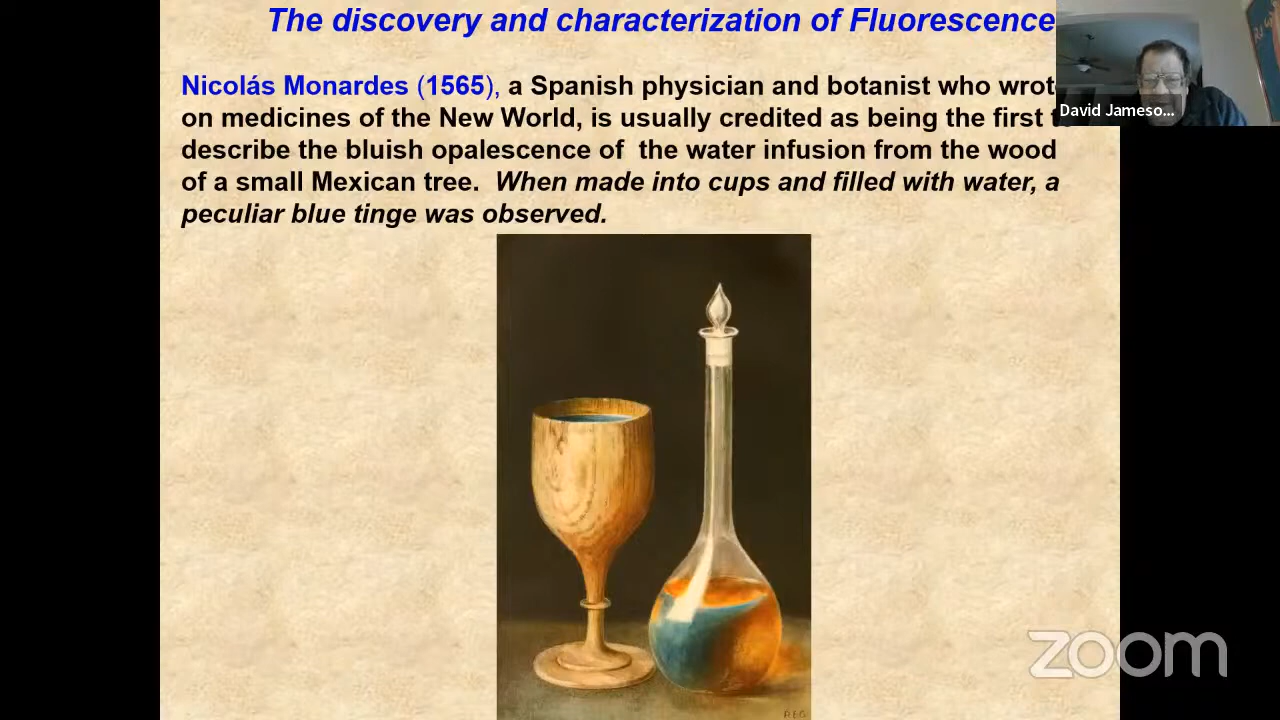 The discovery and characterization of Fluorescence
Nicolás Monardes (1565), a Spanish physician and botanist who wrot
on medicines of the New World, is usually credited as being the first
describe the bluish opalescence of the water infusion from the wood
of a small Mexican tree. When made into cups and filled with water, a
peculiar blue tinge was observed.
David Jameso...
zoom
REG